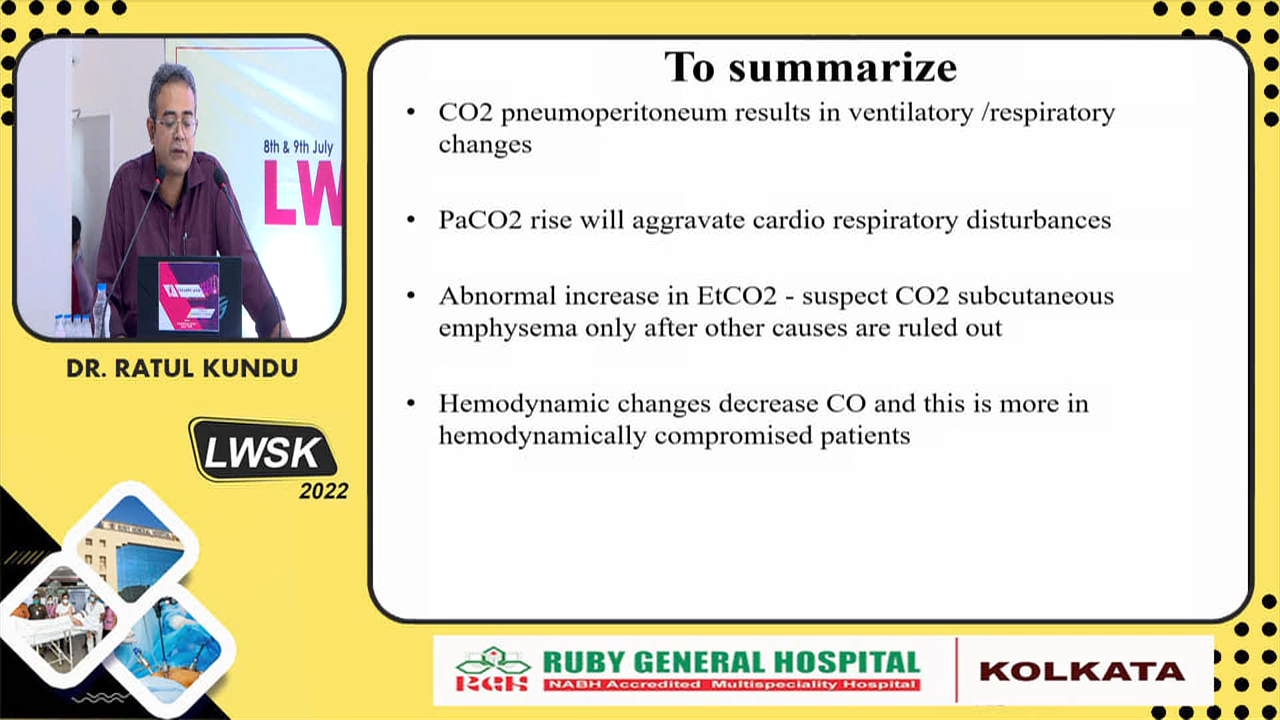 To summarize
• CO2 pneumoperitoneum results in ventilatory /respiratory
changes
• PaCO2 rise will aggravate cardio respiratory disturbances
• Abnormal increase in EtCO2 - suspect CO2 subcutaneous
emphysema only after other causes are ruled out
• Hemodynamic changes decrease CO and this is more in
hemodynamically compromised patients
8th & 9th July
LW
DR. RATUL KUNDU
LWSK
2022
RGH
RUBY GENERAL HOSPITAL
NABH Accredited Multispeciality Hospital
KOLKATA